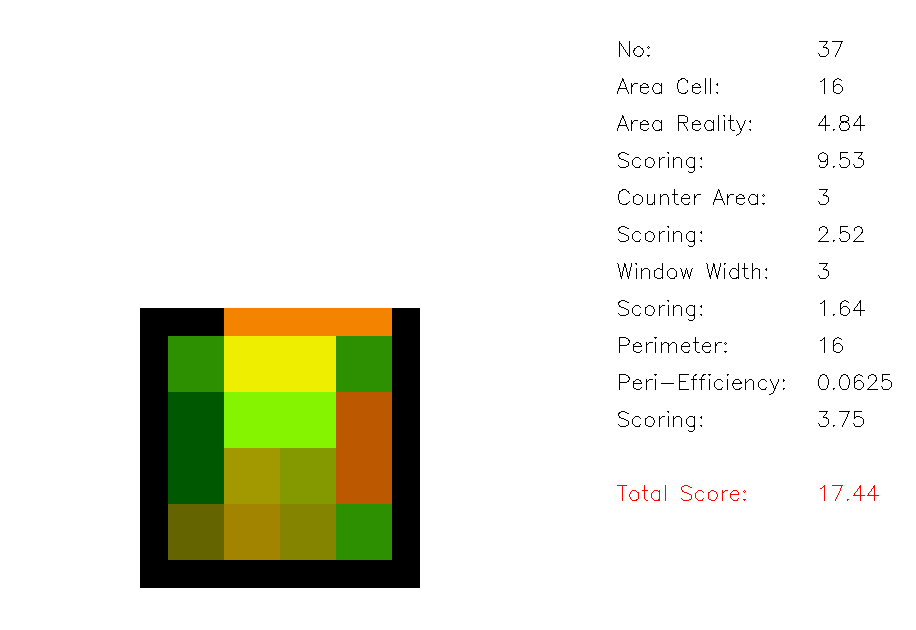 No: 37
Area Cell: 16
Area Reality: 4.84
Scoring: 9.53
Counter Area: 3
Scoring: 2.52
Window Width: 3
Scoring: 1.64
Perimeter: 16
Peri-Efficiency: 0.0625
Scoring: 3.75
Total Score: 17.44